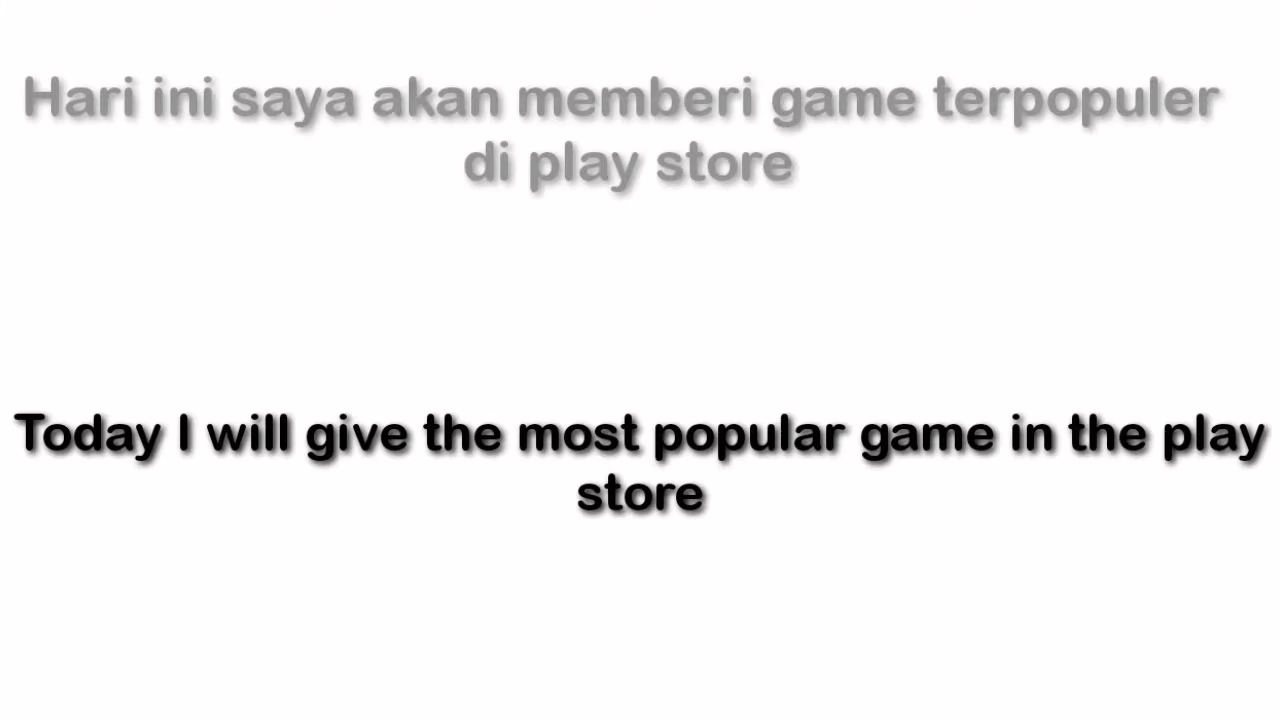 Hari ini saya akan memberi game terpopuler
di play store
Today I will give the most popular game in the play
store